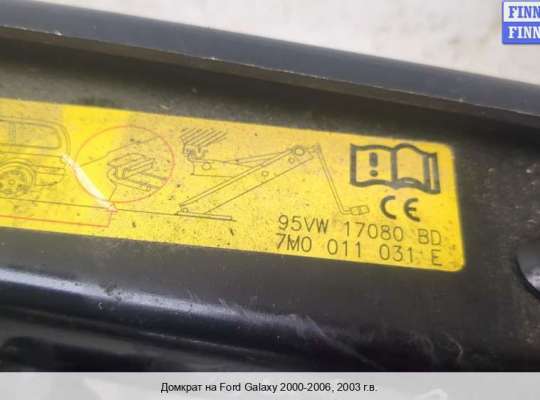 FINN
FINN
CE
95VW 17080 BD
7M0 011 031 E
Домкрат на Ford Galaxy 2000-2006, 2003 г.в.